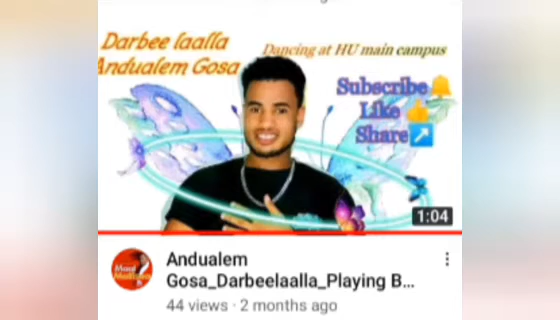 Darbee laalla
Andualem Gosa
Dancing at HU main campus
Subscribe🔔
Like 👍
Share↗️
1:04
Andualem
Gosa_Darbeelaalla_Playing B...
44 views · 2 months ago